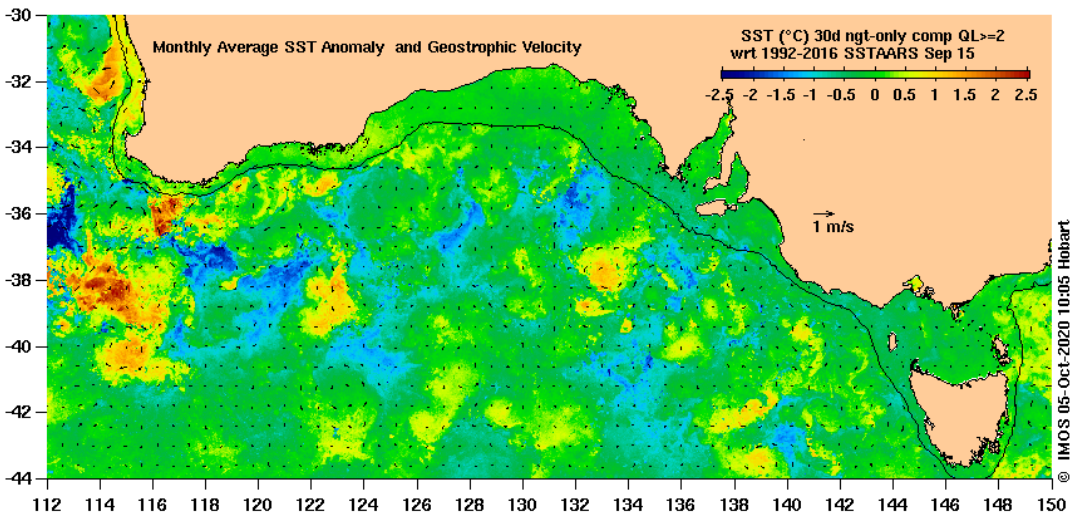 Monthly Average SST Anomaly and Geostrophic Velocity
SST (°C) 30d ngt-only comp QL>=2
wrt 1992-2016 SSTAARS Sep 15
-2.5 -2 -1.5 -1 -0.5 0 0.5 1 1.5 2 2.5
1 m/s
-30
-32
-34
-36
-38
-40
-42
-44
112 114 116 118 120 122 124 126 128 130 132 134 136 138 140 142 144 146 148 150
© IMOS 05-Oct-2020 10:05 Hobart